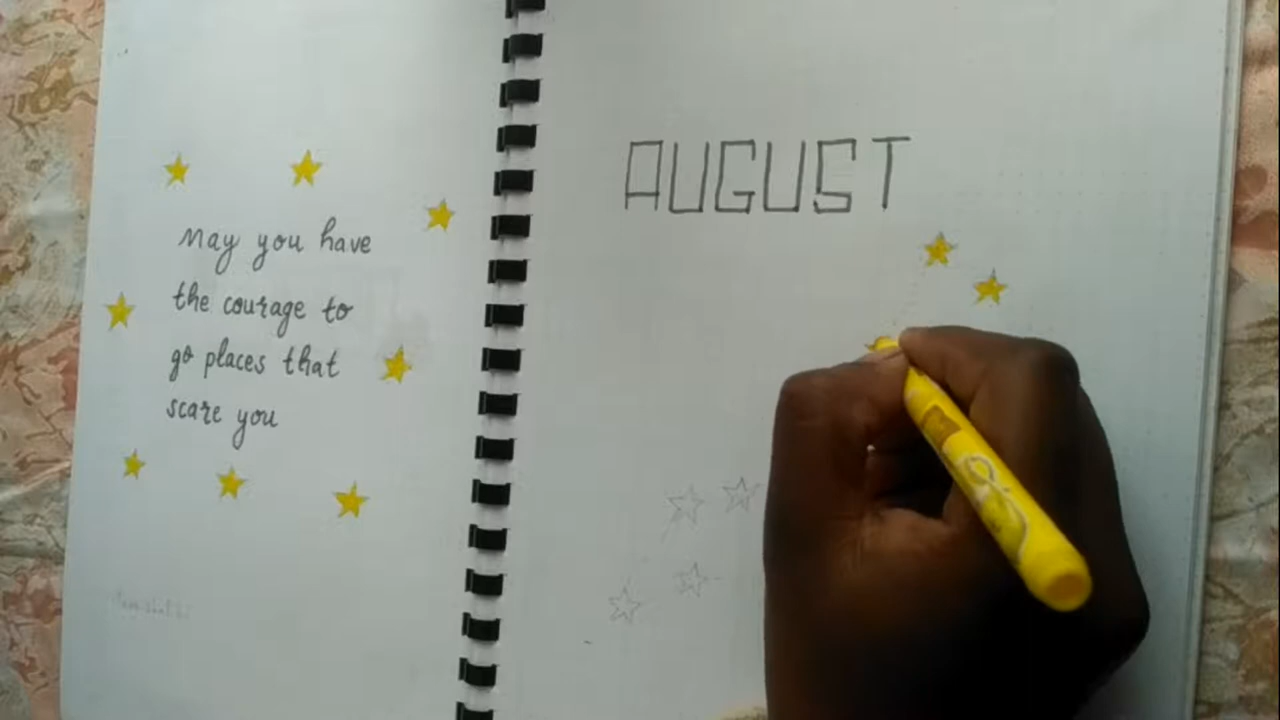 May you have
the courage to
go places that
scare you
AUGUST